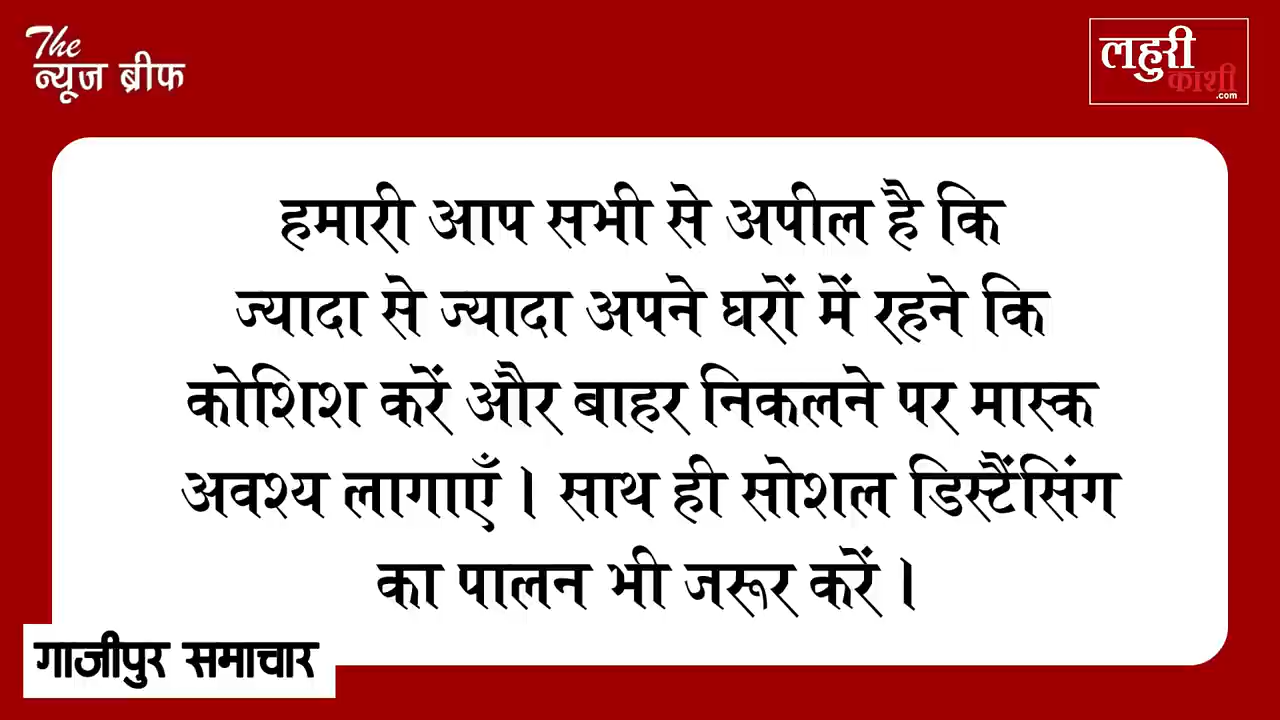 The
न्यूज ब्रीफ
लहुरी
काशी
.com
हमारी आप सभी से अपील है कि
ज्यादा से ज्यादा अपने घरों में रहने कि
कोशिश करें और बाहर निकलने पर मास्क
अवश्य लागाएँ । साथ ही सोशल डिस्टैंसिंग
का पालन भी जरूर करें ।
गाजीपुर समाचार